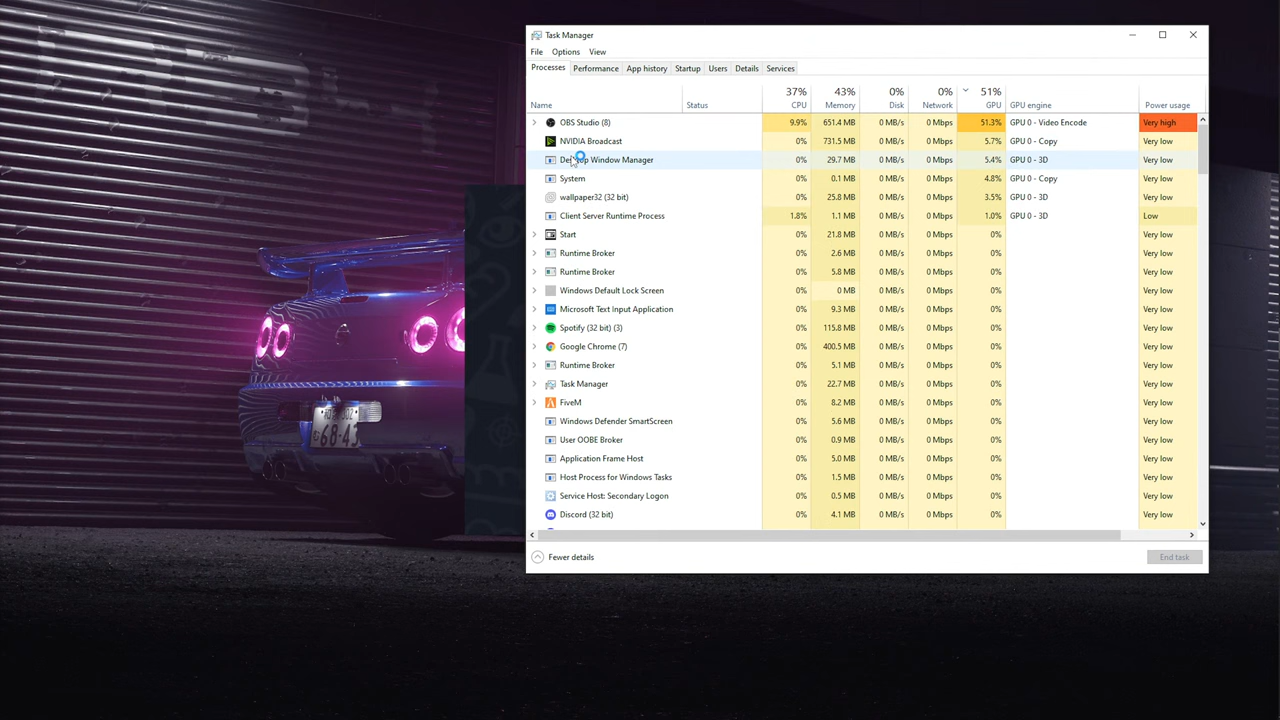 Task Manager
File Options View
Processes Performance App history Startup Users Details Services
37% 43% 0% 0% 51%
Name Status CPU Memory Disk Network GPU GPU engine Power usage
OBS Studio (8) 9.9% 651.4 MB 0 MB/s 0 Mbps 51.3% GPU 0 - Video Encode Very high
NVIDIA Broadcast 0% 731.5 MB 0 MB/s 0 Mbps 5.7% GPU 0 - Copy Very low
Desktop Window Manager 0% 29.7 MB 0 MB/s 0 Mbps 5.4% GPU 0 - 3D Very low
System 0% 0.1 MB 0 MB/s 0 Mbps 4.8% GPU 0 - Copy Very low
wallpaper32 (32 bit) 0% 25.8 MB 0 MB/s 0 Mbps 3.5% GPU 0 - 3D Very low
Client Server Runtime Process 1.8% 1.1 MB 0 MB/s 0 Mbps 1.0% GPU 0 - 3D Low
Start 0% 21.8 MB 0 MB/s 0 Mbps 0% Very low
Runtime Broker 0% 2.6 MB 0 MB/s 0 Mbps 0% Very low
Runtime Broker 0% 5.8 MB 0 MB/s 0 Mbps 0% Very low
Windows Default Lock Screen 0% 0 MB 0 MB/s 0 Mbps 0% Very low
Microsoft Text Input Application 0% 9.3 MB 0 MB/s 0 Mbps 0% Very low
Spotify (32 bit) (3) 0% 115.8 MB 0 MB/s 0 Mbps 0% Very low
Google Chrome (7) 0% 400.5 MB 0 MB/s 0 Mbps 0% Very low
Runtime Broker 0% 5.1 MB 0 MB/s 0 Mbps 0% Very low
Task Manager 0% 22.7 MB 0 MB/s 0 Mbps 0% Very low
FiveM 0% 8.2 MB 0 MB/s 0 Mbps 0% Very low
Windows Defender SmartScreen 0% 5.6 MB 0 MB/s 0 Mbps 0% Very low
User OOBE Broker 0% 0.9 MB 0 MB/s 0 Mbps 0% Very low
Application Frame Host 0% 5.0 MB 0 MB/s 0 Mbps 0% Very low
Host Process for Windows Tasks 0% 1.5 MB 0 MB/s 0 Mbps 0% Very low
Service Host: Secondary Logon 0% 0.5 MB 0 MB/s 0 Mbps 0% Very low
Discord (32 bit) 0% 4.1 MB 0 MB/s 0 Mbps 0% Very low
Fewer details End task
68-43